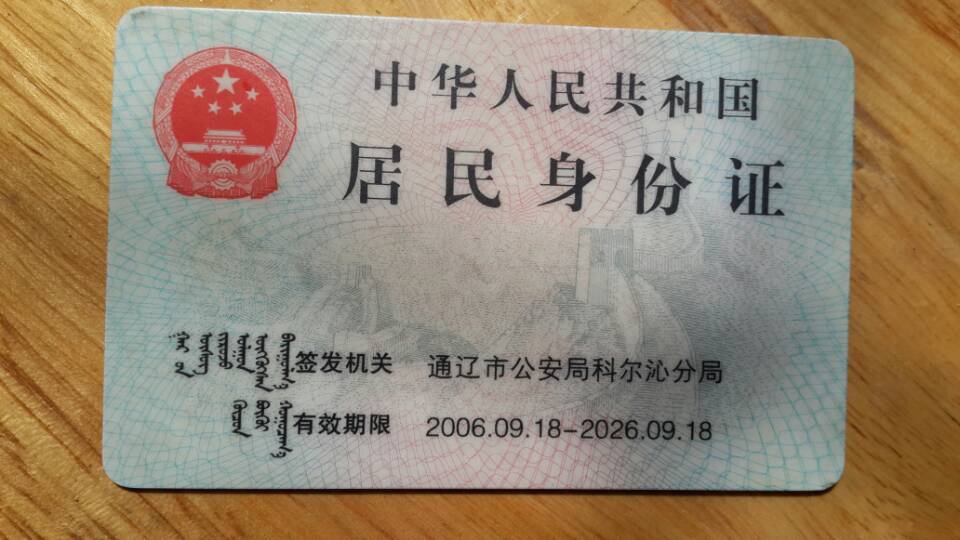 中华人民共和国
居民身份证
签发机关 通辽市公安局科尔沁分局
有效期限 2006.09.18-2026.09.18